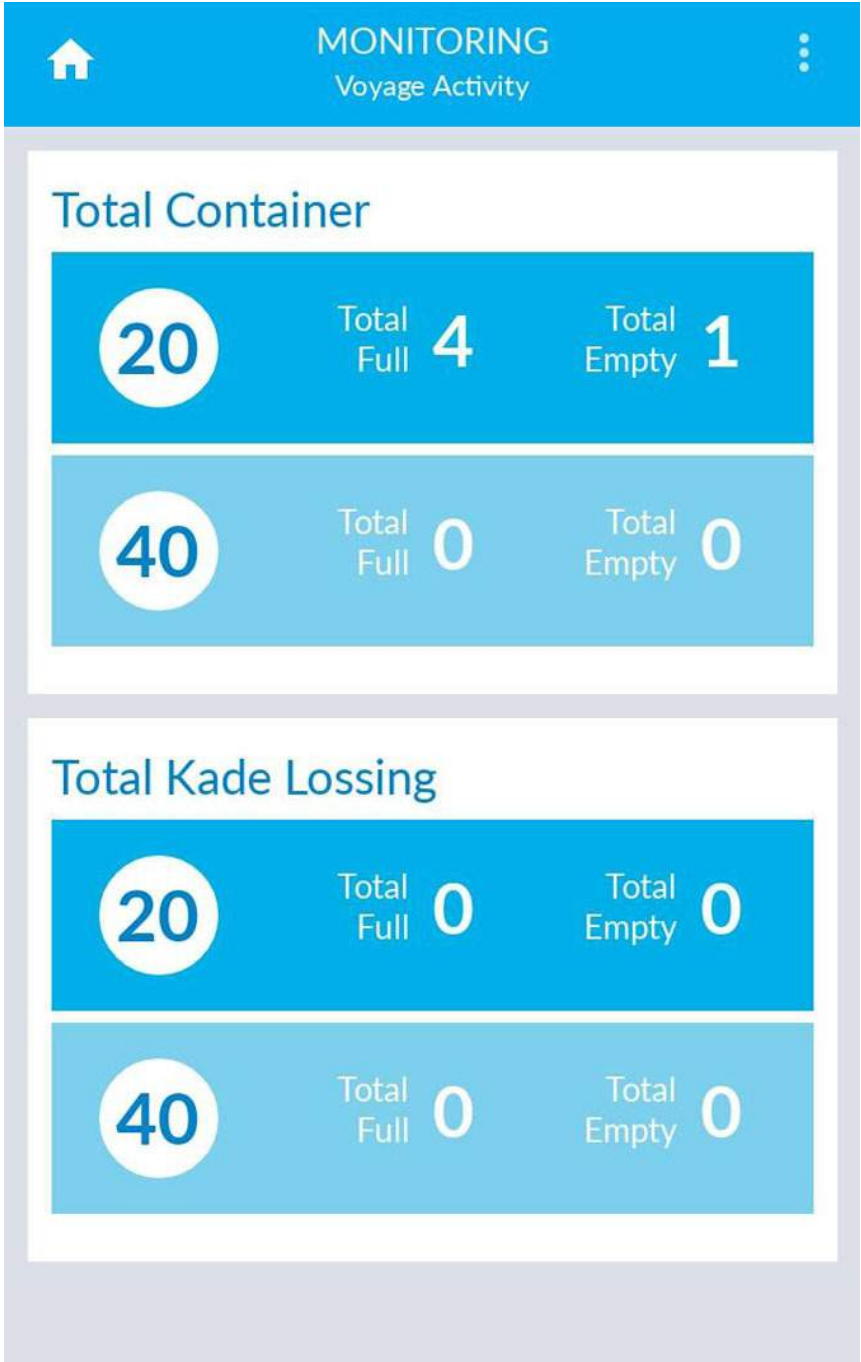 MONITORING
Voyage Activity
Total Container
20
Total
Full
4
Total
Empty
1
40
Total
Full
0
Total
Empty
0
Total Kade Lossing
20
Total
Full
0
Total
Empty
0
40
Total
Full
0
Total
Empty
0